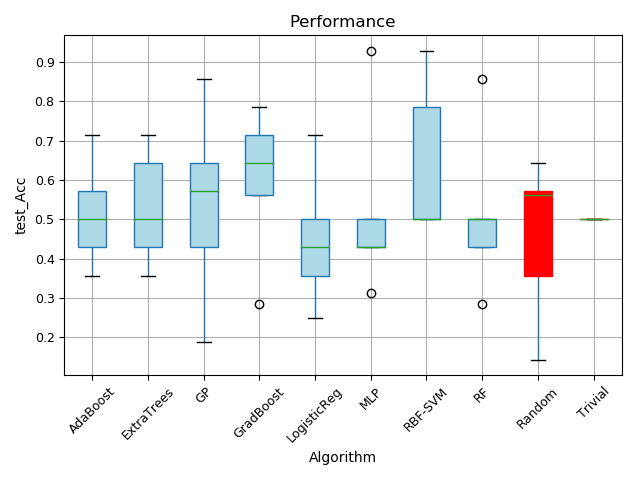 Performance
test_Acc
0.9
0.8
0.7
0.6
0.5
0.4
0.3
0.2
AdaBoost
ExtraTrees
GP
GradBoost
LogisticReg
MLP
RBF-SVM
RF
Random
Trivial
Algorithm